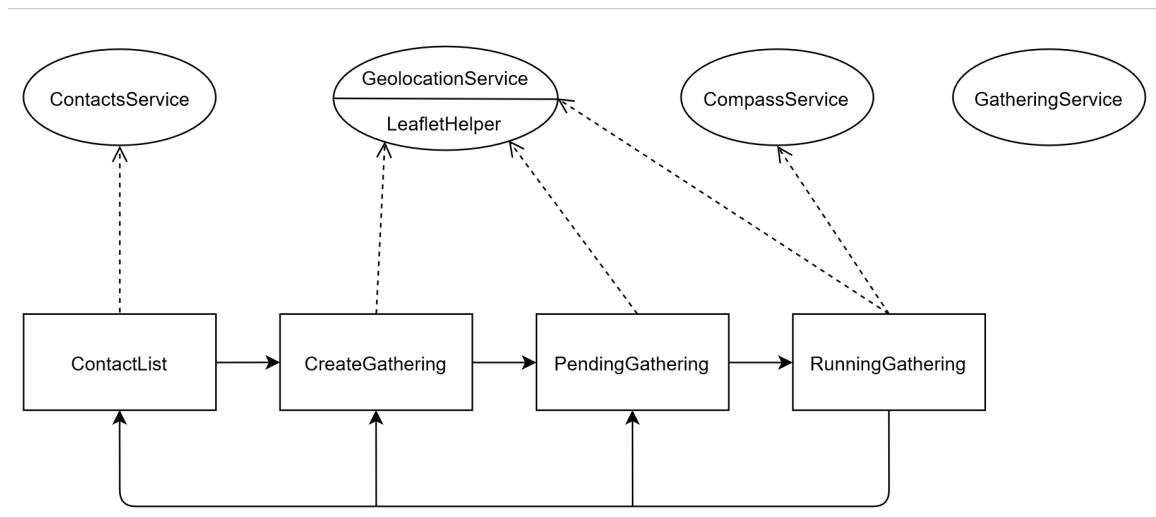 ContactsService
GeolocationService
LeafletHelper
CompassService
GatheringService
ContactList
CreateGathering
PendingGathering
RunningGathering